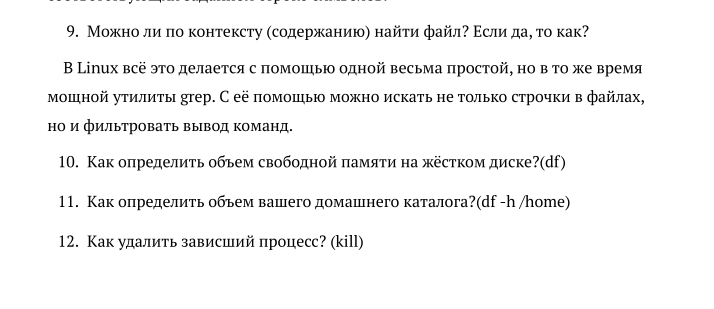 9. Можно ли по контексту (содержанию) найти файл? Если да, то как?
В Linux всё это делается с помощью одной весьма простой, но в то же время
мощной утилиты grep. С её помощью можно искать не только строчки в файлах,
но и фильтровать вывод команд.
10. Как определить объем свободной памяти на жёстком диске?(df)
11. Как определить объем вашего домашнего каталога?(df -h /home)
12. Как удалить зависший процесс? (kill)